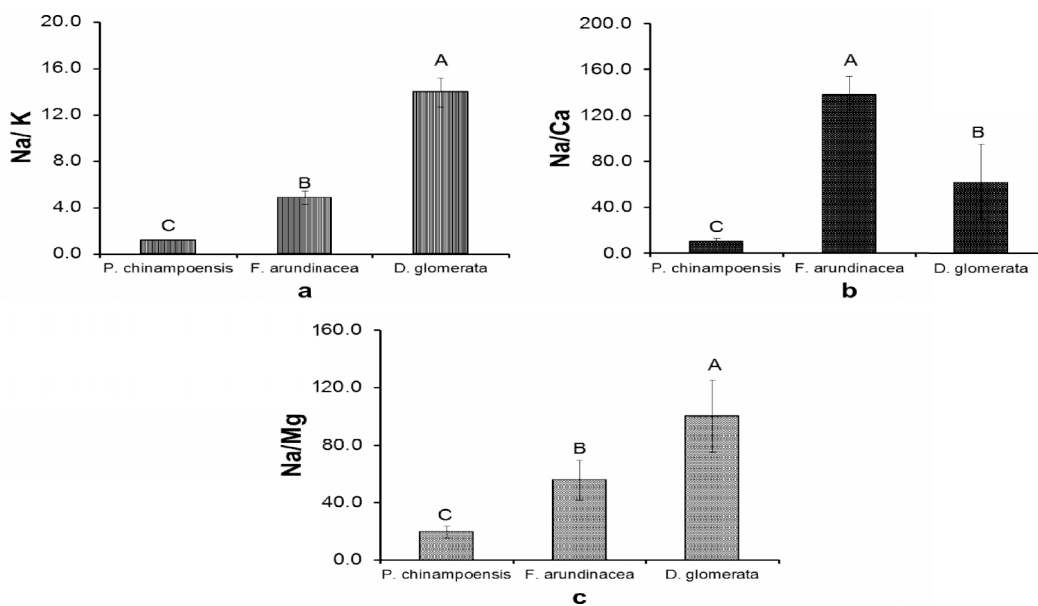 20.0
16.0
12.0
8.0
4.0
0.0
Na/ K
C
B
A
P. chinampoensis F. arundinacea D. glomerata
a
200.0
160.0
120.0
80.0
40.0
0.0
Na/Ca
C
A
B
P. chinampoensis F. arundinacea D. glomerata
b
160.0
120.0
80.0
40.0
0.0
Na/Mg
C
B
A
P. chinampoensis F. arundinacea D. glomerata
c